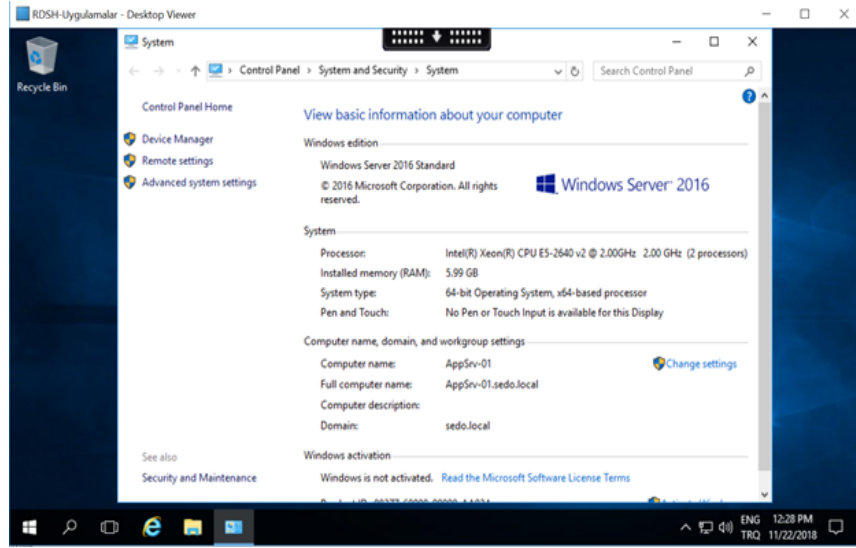 RDSH-Uygulamalar - Desktop Viewer
Recycle Bin
System
Control Panel > System and Security > System
Search Control Panel
Control Panel Home
Device Manager
Remote settings
Advanced system settings
See also
Security and Maintenance
View basic information about your computer
Windows edition
Windows Server 2016 Standard
© 2016 Microsoft Corporation. All rights
reserved.
Windows Server® 2016
System
Processor: Intel(R) Xeon(R) CPU E5-2640 v2 @ 2.00GHz 2.00 GHz (2 processors)
Installed memory (RAM): 5.99 GB
System type: 64-bit Operating System, x64-based processor
Pen and Touch: No Pen or Touch Input is available for this Display
Computer name, domain, and workgroup settings
Computer name: AppSrv-01
Change settings
Full computer name: AppSrv-01.sedo.local
Computer description:
Domain: sedo.local
Windows activation
Windows is not activated. Read the Microsoft Software License Terms
ENG 12:28 PM
TRQ 11/22/2018